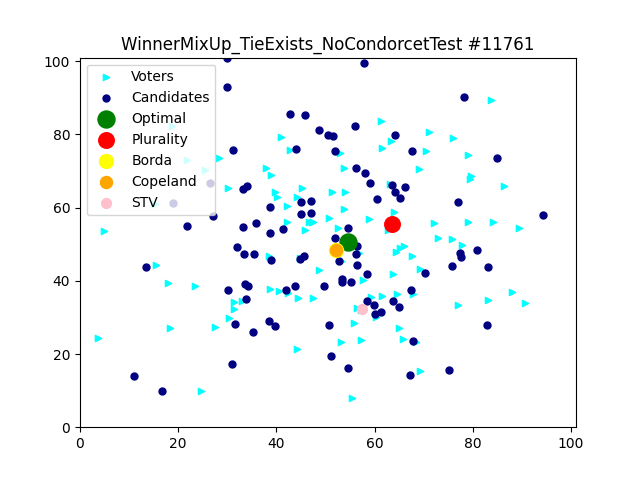 WinnerMixUp_TieExists_NoCondorcetTest #11761
100
80
60
40
20
0
Voters
Candidates
Optimal
Plurality
Borda
Copeland
STV
0 20 40 60 80 100